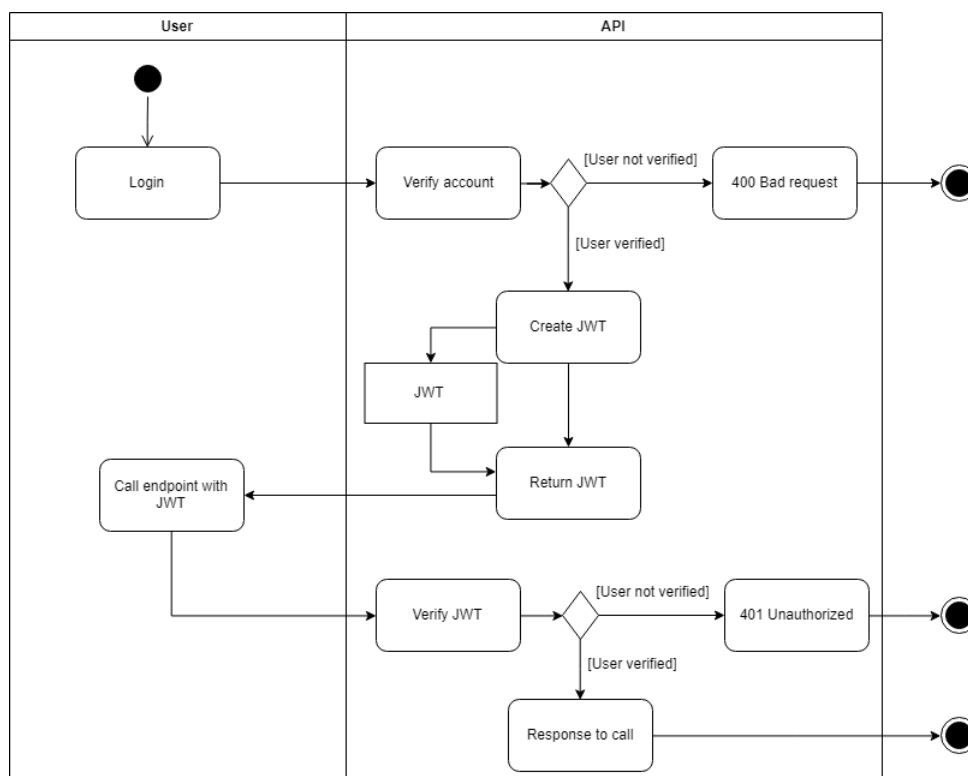 User
API
Login
Verify account
[User not verified]
400 Bad request
[User verified]
Create JWT
JWT
Return JWT
Call endpoint with
JWT
Verify JWT
[User not verified]
401 Unauthorized
[User verified]
Response to call